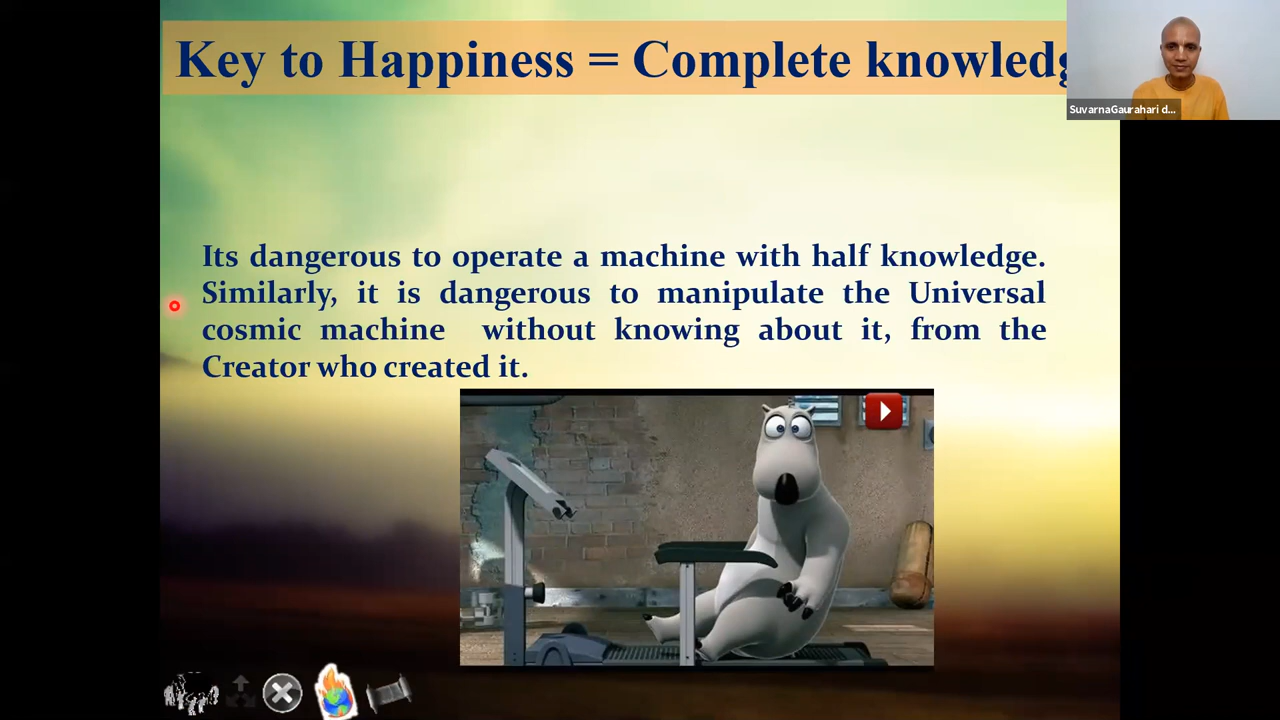 Key to Happiness = Complete knowledg
SuvarnaGaurahari d...
Its dangerous to operate a machine with half knowledge.
Similarly, it is dangerous to manipulate the Universal
cosmic machine without knowing about it, from the
Creator who created it.